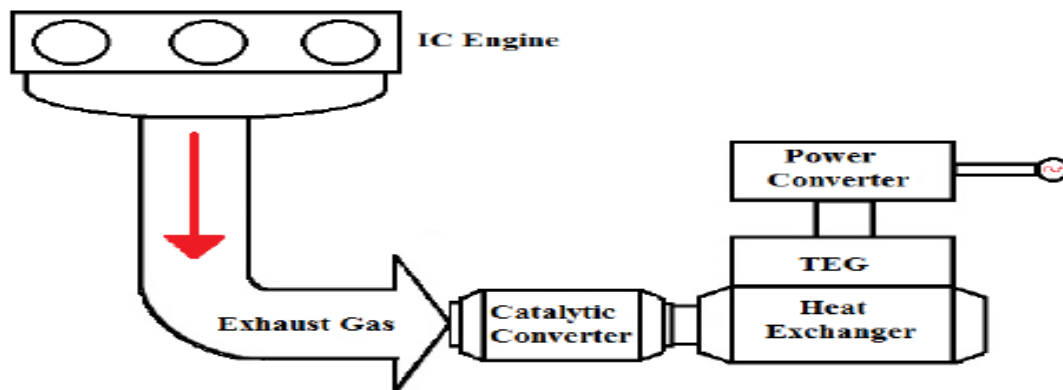 IC Engine
Power
Converter
TEG
Exhaust Gas
Catalytic
Converter
Heat
Exchanger